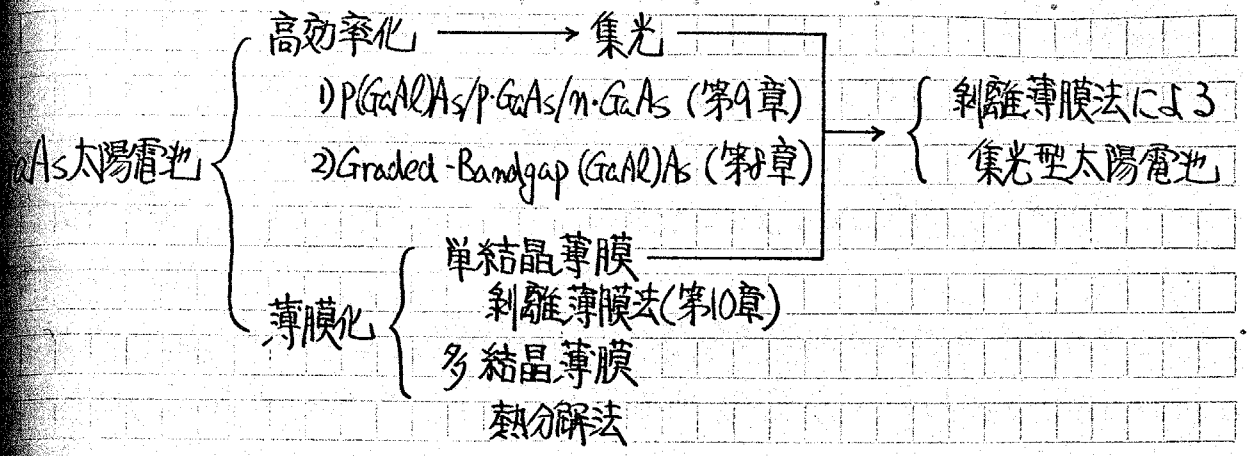 高効率化 → 集光
1) P(GaAl)As/p・GaAs/n・GaAs (第9章)
2) Graded-Bandgap (GaAl)As (第8章)
aAs太陽電池
薄膜化
単結晶薄膜
剥離薄膜法(第10章)
多結晶薄膜
熱分解法
剥離薄膜法による
集光型太陽電池